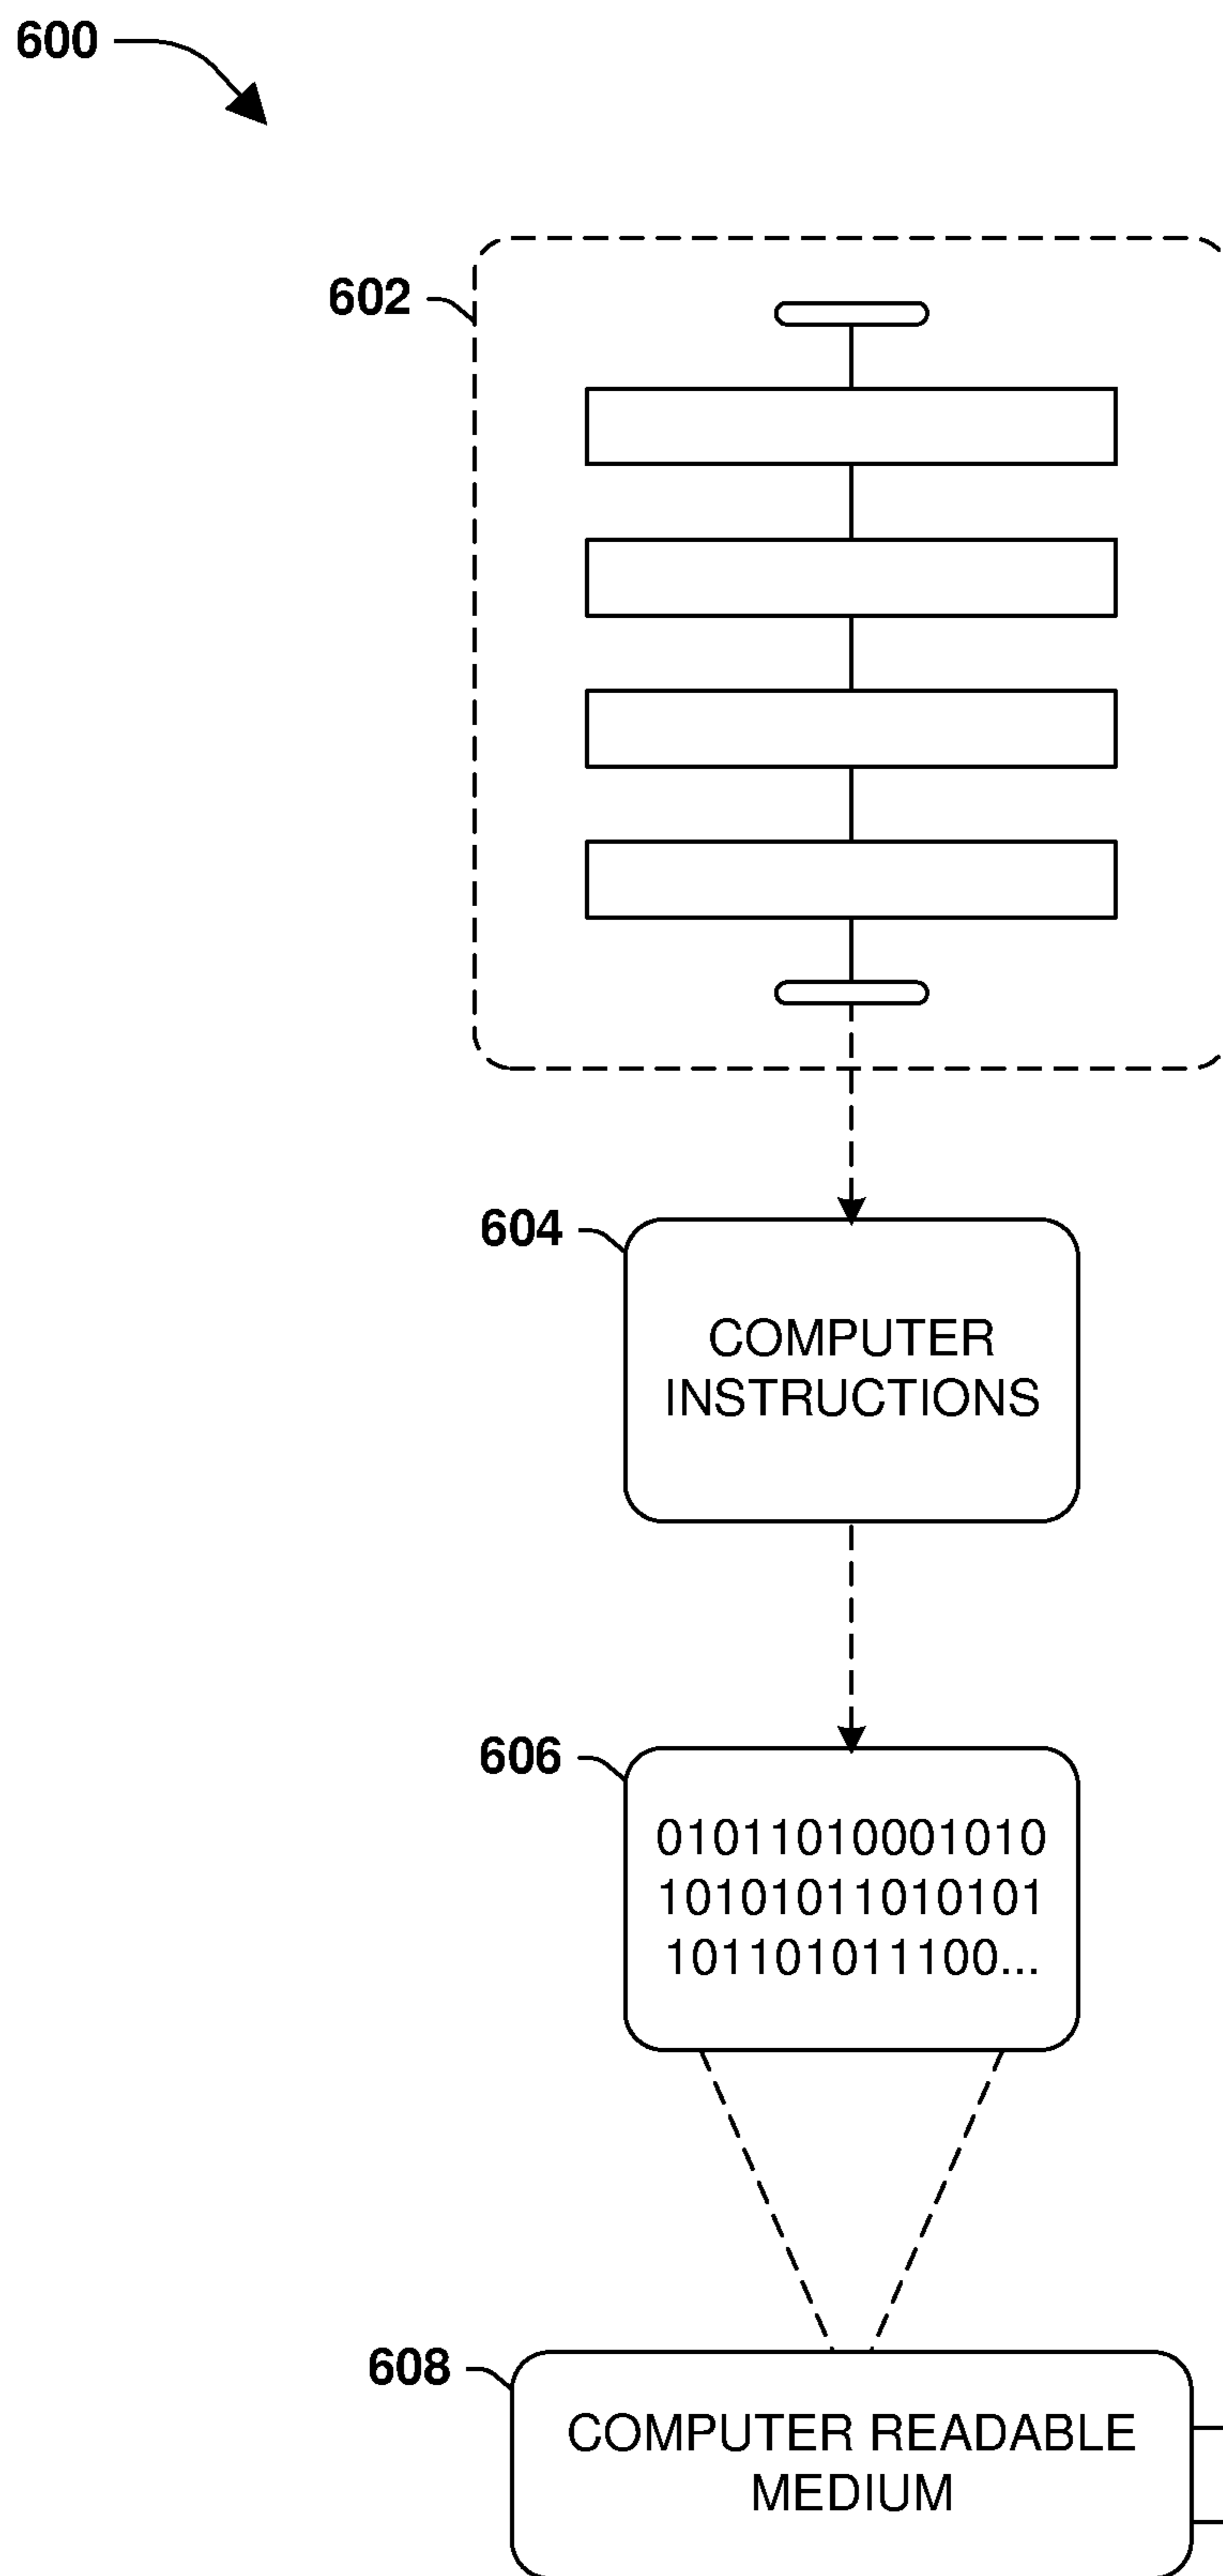 600
602
604
COMPUTER
INSTRUCTIONS
606
01011010001010
10101011010101
101101011100...
608
COMPUTER READABLE
MEDIUM